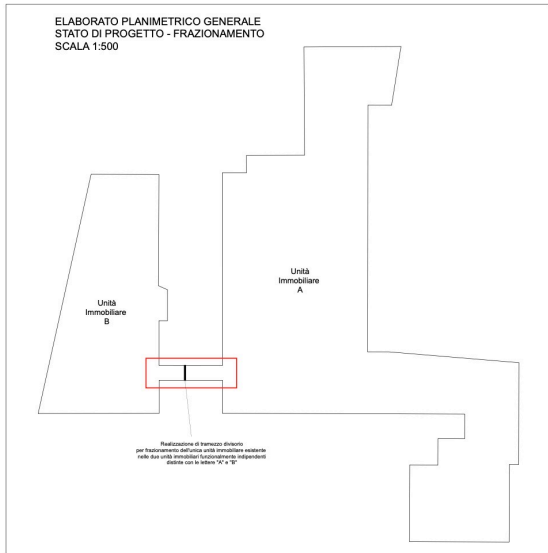 ELABORATO PLANIMETRICO GENERALE
STATO DI PROGETTO - FRAZIONAMENTO
SCALA 1:500
Unità
Immobiliare
A
Unità
Immobiliare
B
Realizzazione di tramezzo divisorio
per frazionamento dell'unica unità immobiliare esistente
nelle due unità immobiliari funzionalmente indipendenti
distinte con le lettere "A" e "B"